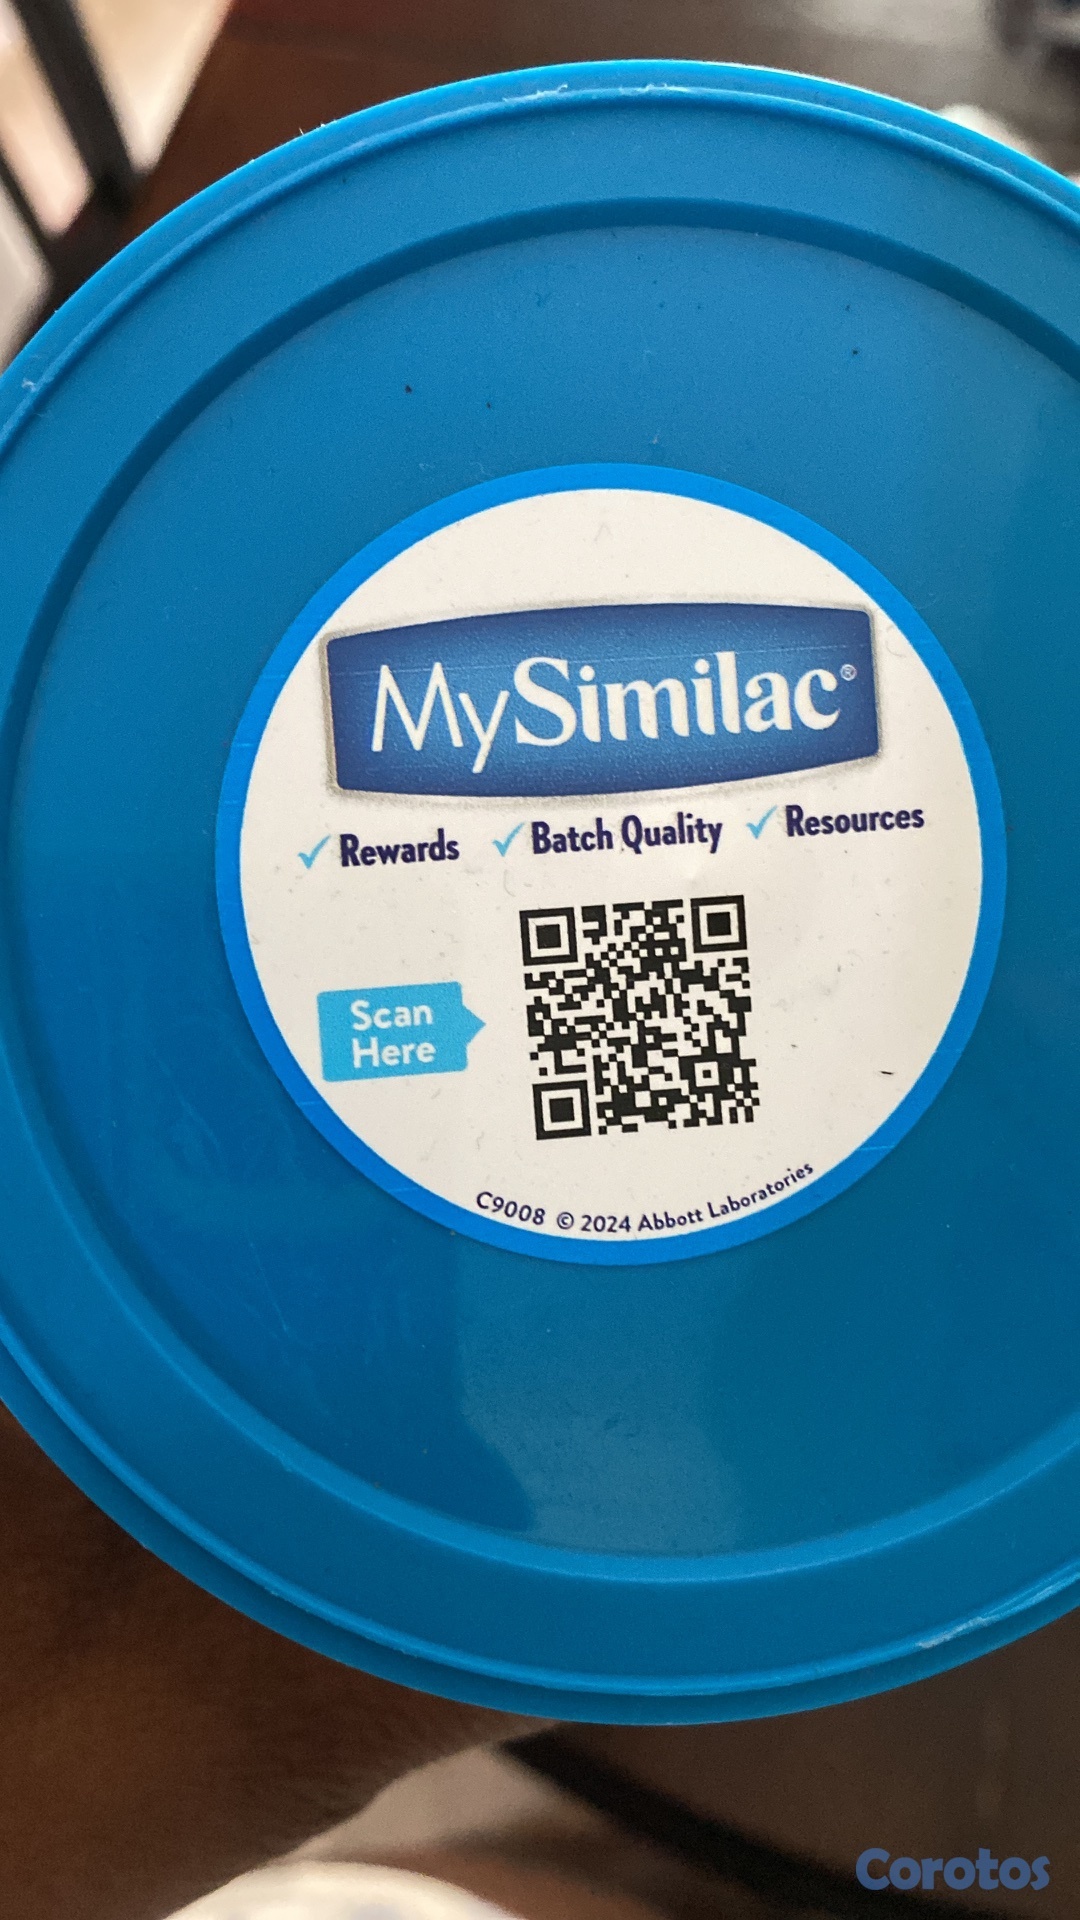 MySimilac®
✓ Rewards ✓ Batch Quality ✓ Resources
Scan
Here
C9008 © 2024 Abbott Laboratories
Corotos